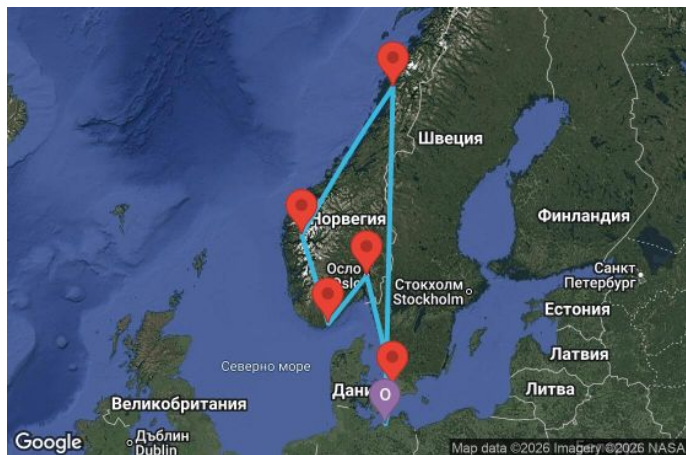 Швеция
Норвегия
Финландия
Осло
Oslo
Стокхолм
Stockholm
Санкт
Петербург
Естония
Северно море
Латвия
Дани
Литва
О
Великобритания
Дъблин
Dublin
Google
Map data ©2026 Imagery ©2026 NASA